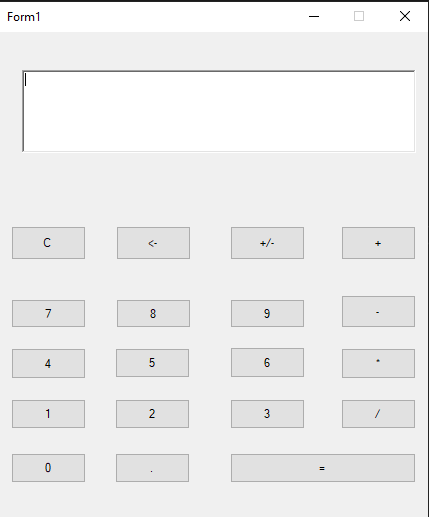 Form1
C <- +/- +
7 8 9 -
4 5 6 *
1 2 3 /
0 . =